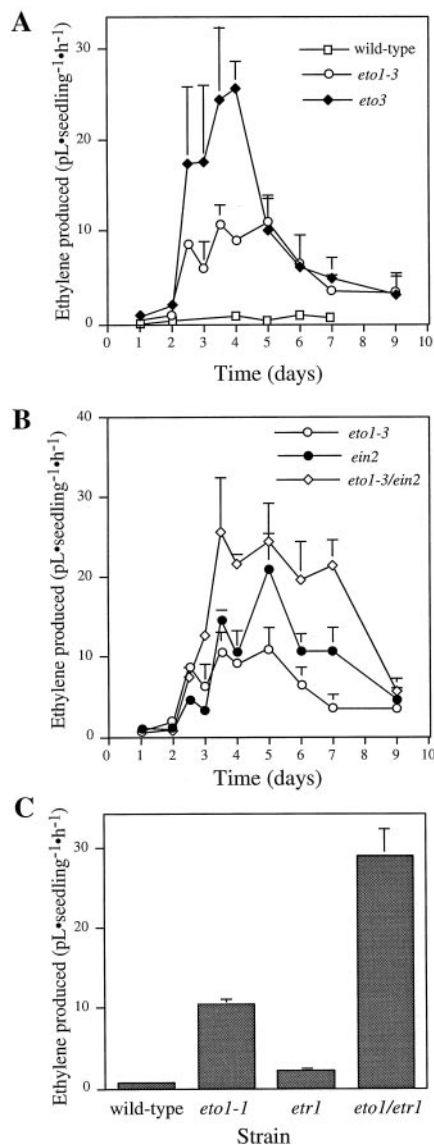 A
Ethylene produced (pL•seedling-1•h-1)
30
20
10
0
wild-type
eto1-3
eto3
0 1 2 3 4 5 6 7 8 9 10
Time (days)
B
Ethylene produced (pL•seedling-1•h-1)
40
30
20
10
0
eto1-3
ein2
eto1-3/ein2
0 1 2 3 4 5 6 7 8 9 10
Time (days)
C
Ethylene produced (pL•seedling-1•h-1)
30
20
10
0
wild-type eto1-1 etr1 eto1/etr1
Strain